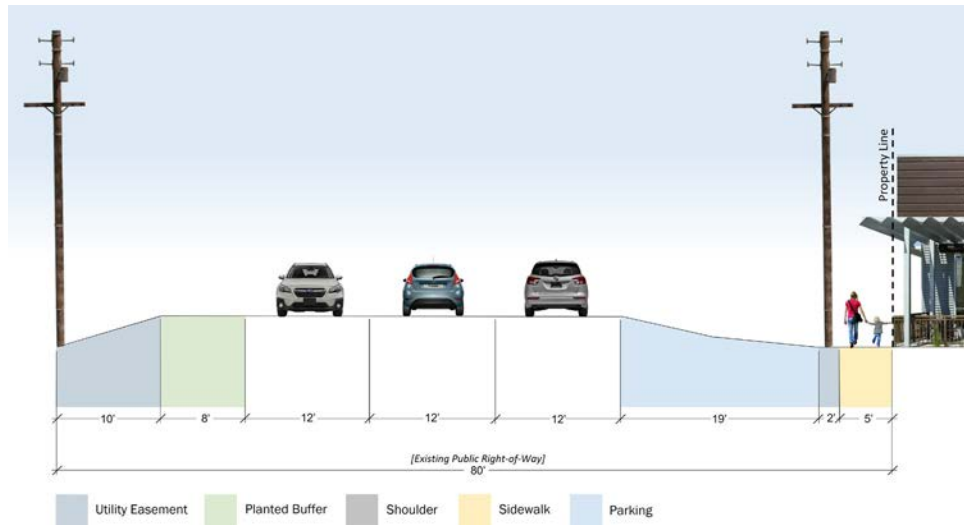 Property Line
10'
8'
12'
12'
12'
19'
2'
5'
[Existing Public Right-of-Way]
80'
Utility Easement
Planted Buffer
Shoulder
Sidewalk
Parking